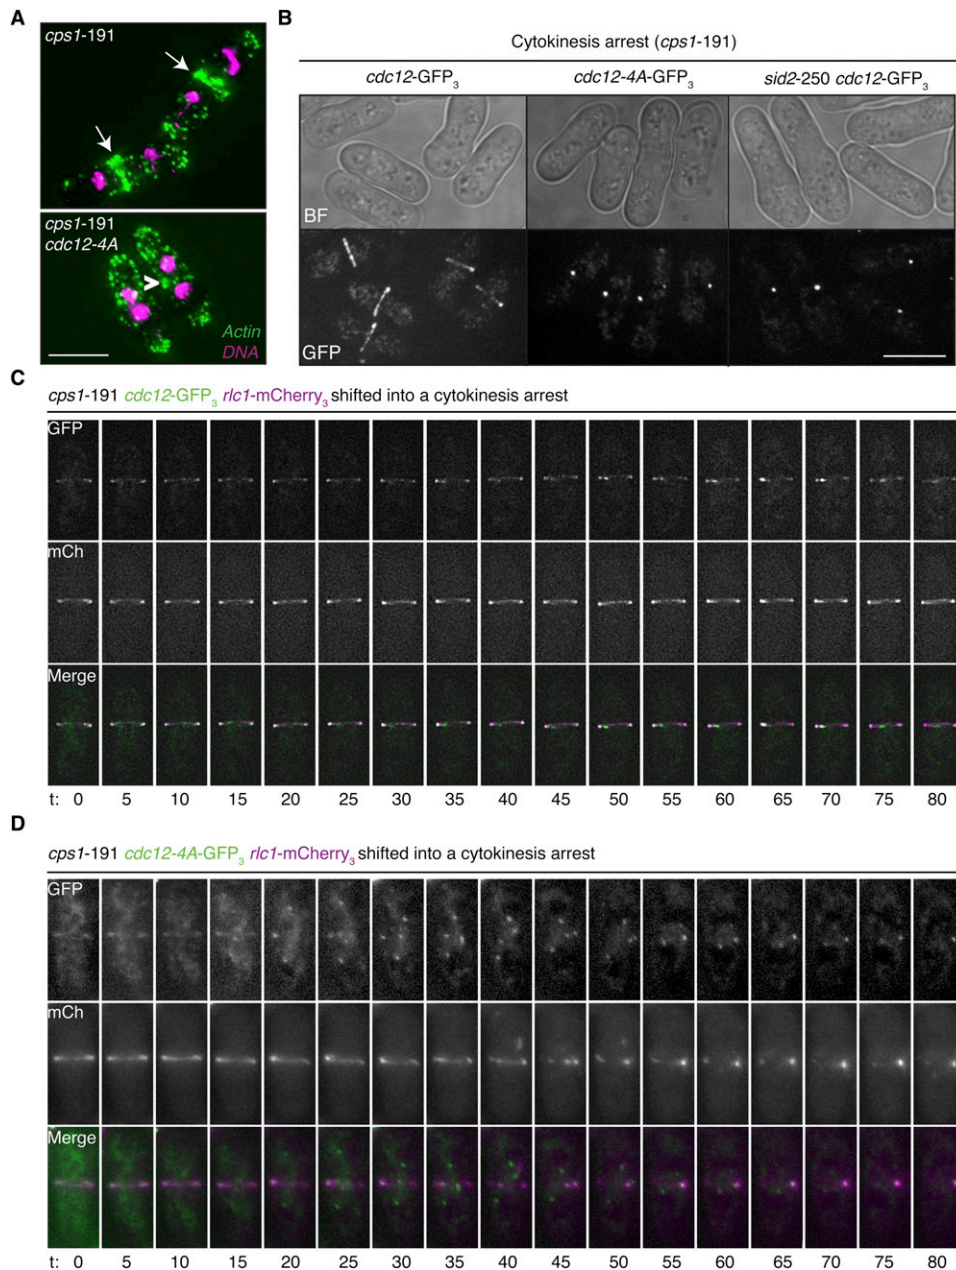 A
cps1-191
cps1-191
cdc12-4A
Actin
DNA
B
Cytokinesis arrest (cps1-191)
cdc12-GFP3 cdc12-4A-GFP3 sid2-250 cdc12-GFP3
BF
GFP
C
cps1-191 cdc12-GFP3 rlc1-mCherry3 shifted into a cytokinesis arrest
GFP
mCh
Merge
t: 0 5 10 15 20 25 30 35 40 45 50 55 60 65 70 75 80
D
cps1-191 cdc12-4A-GFP3 rlc1-mCherry3 shifted into a cytokinesis arrest
GFP
mCh
Merge
t: 0 5 10 15 20 25 30 35 40 45 50 55 60 65 70 75 80